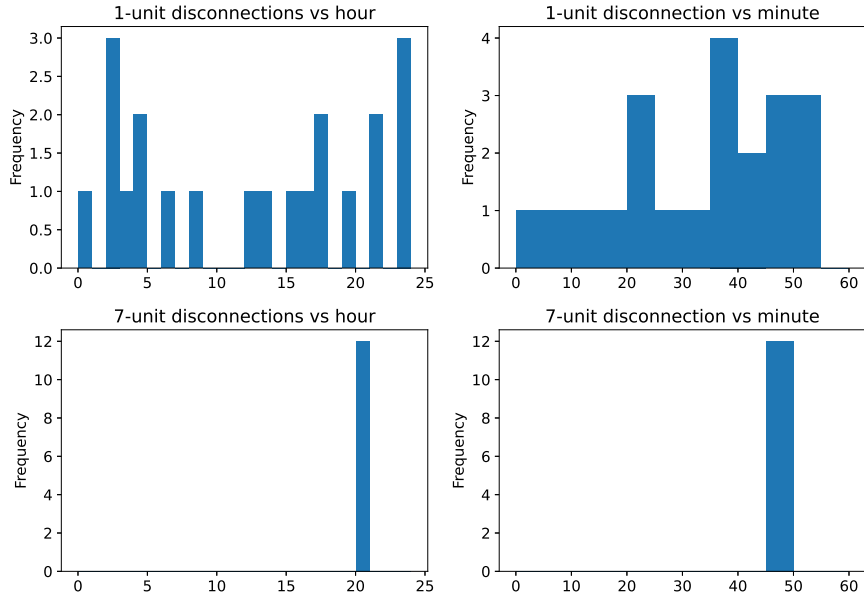 1-unit disconnections vs hour
Frequency
3.0
2.5
2.0
1.5
1.0
0.5
0.0
0 5 10 15 20 25
1-unit disconnection vs minute
Frequency
4
3
2
1
0
0 10 20 30 40 50 60
7-unit disconnections vs hour
Frequency
12
10
8
6
4
2
0
0 5 10 15 20 25
7-unit disconnection vs minute
Frequency
12
10
8
6
4
2
0
0 10 20 30 40 50 60